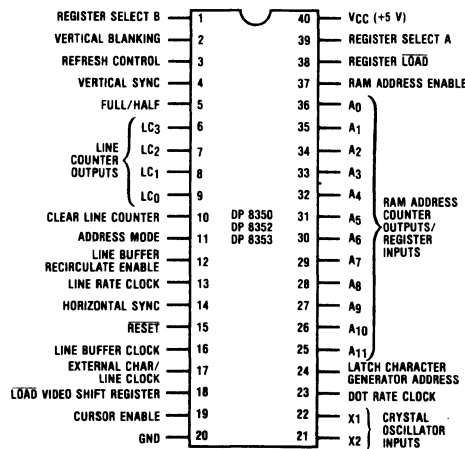 REGISTER SELECT B 1 40 VCC (+5 V)
VERTICAL BLANKING 2 39 REGISTER SELECT A
REFRESH CONTROL 3 38 REGISTER LOAD
VERTICAL SYNC 4 37 RAM ADDRESS ENABLE
FULL/HALF 5 36 A0
LC3 6 35 A1
LC2 7 34 A2
LINE COUNTER OUTPUTS
LC1 8 33 A3
LC0 9 32 A4
CLEAR LINE COUNTER 10 DP 8350 31 A5
ADDRESS MODE 11 DP 8352 30 A6
DP 8353
RAM ADDRESS COUNTER OUTPUTS/ REGISTER INPUTS
LINE BUFFER RECIRCULATE ENABLE 12 29 A7
LINE RATE CLOCK 13 28 A8
HORIZONTAL SYNC 14 27 A9
RESET 15 26 A10
LINE BUFFER CLOCK 16 25 A11
EXTERNAL CHAR/ LINE CLOCK 17 24 LATCH CHARACTER GENERATOR ADDRESS
LOAD VIDEO SHIFT REGISTER 18 23 DOT RATE CLOCK
CURSOR ENABLE 19 22 X1
GND 20 21 X2
CRYSTAL OSCILLATOR INPUTS